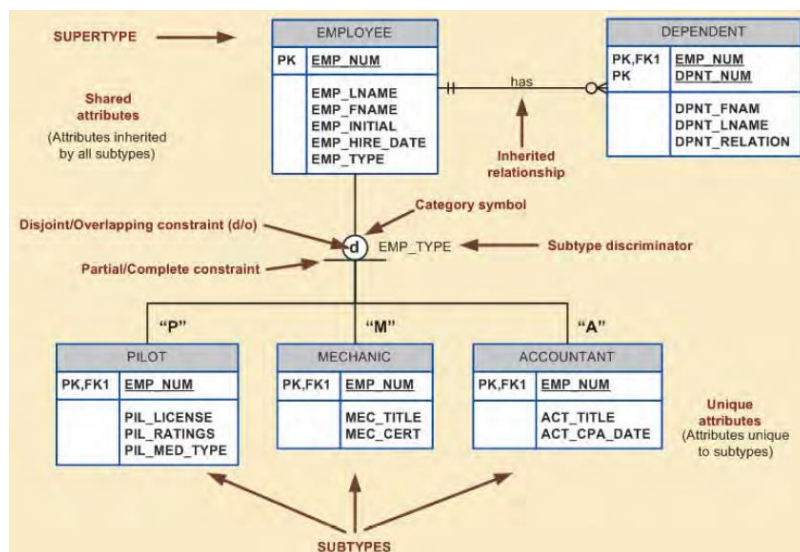 SUPERTYPE
EMPLOYEE
PK EMP_NUM
EMP_LNAME
EMP_FNAME
EMP_INITIAL
EMP_HIRE_DATE
EMP_TYPE
has
DEPENDENT
PK,FK1 EMP_NUM
PK DPNT_NUM
DPNT_FNAM
DPNT_LNAME
DPNT_RELATION
Shared
attributes
(Attributes inherited
by all subtypes)
Inherited
relationship
Category symbol
Disjoint/Overlapping constraint (d/o)
d EMP_TYPE
Subtype discriminator
Partial/Complete constraint
“P”
“M”
“A”
PILOT
PK,FK1 EMP_NUM
PIL_LICENSE
PIL_RATINGS
PIL_MED_TYPE
MECHANIC
PK,FK1 EMP_NUM
MEC_TITLE
MEC_CERT
ACCOUNTANT
PK,FK1 EMP_NUM
ACT_TITLE
ACT_CPA_DATE
Unique
attributes
(Attributes unique
to subtypes)
SUBTYPES